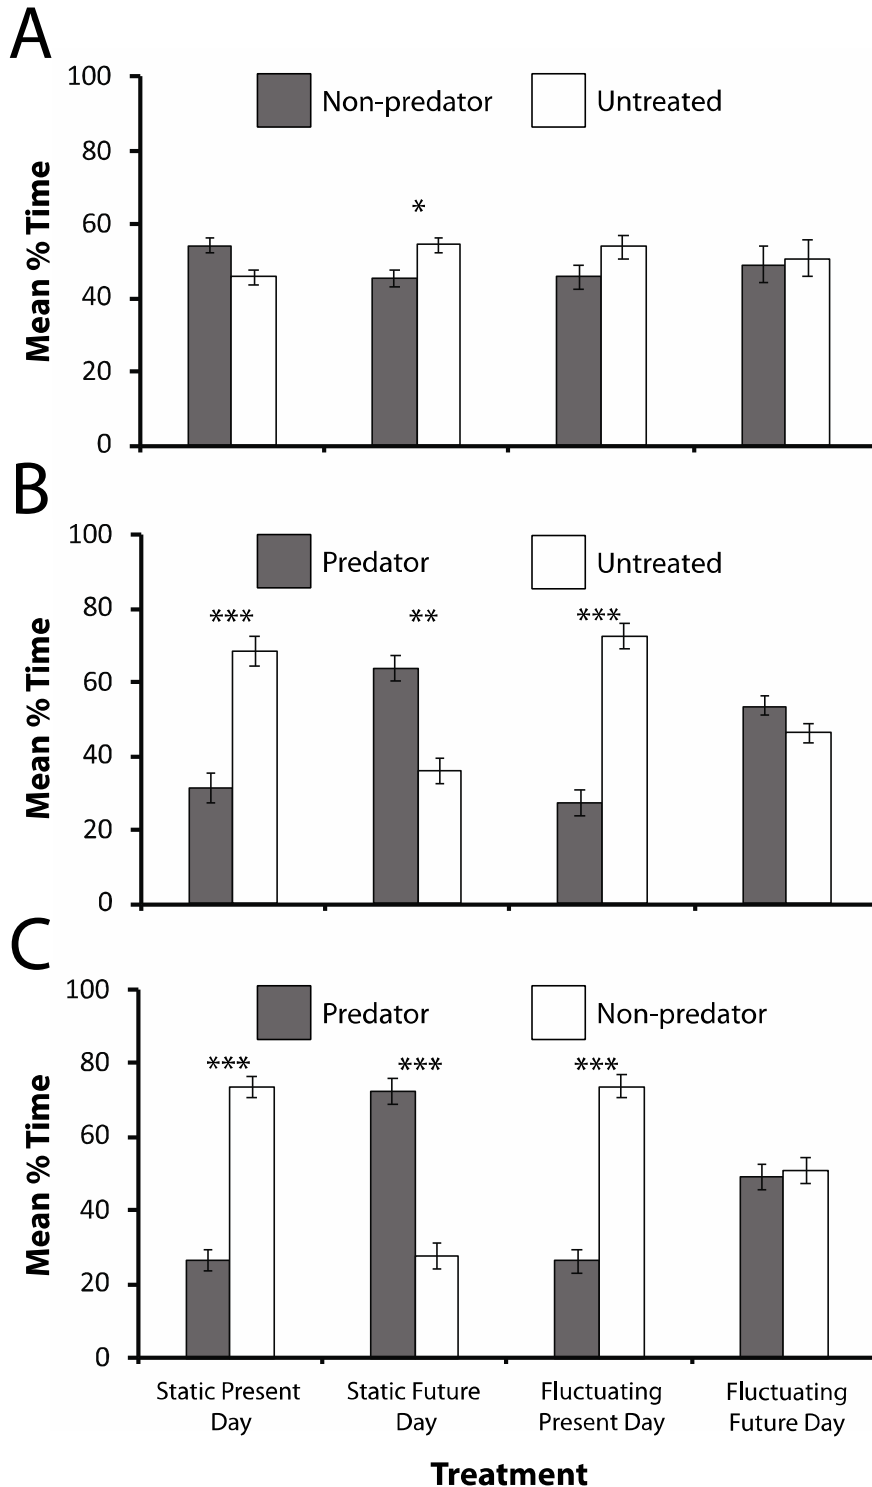 A
Mean % Time
100
80
60
40
20
0
Non-predator Untreated
*
B
Mean % Time
100
80
60
40
20
0
Predator Untreated
*** ** ***
C
Mean % Time
100
80
60
40
20
0
Predator Non-predator
*** *** ***
Static Present Static Future Fluctuating Fluctuating
Day Day Present Day Future Day
Treatment